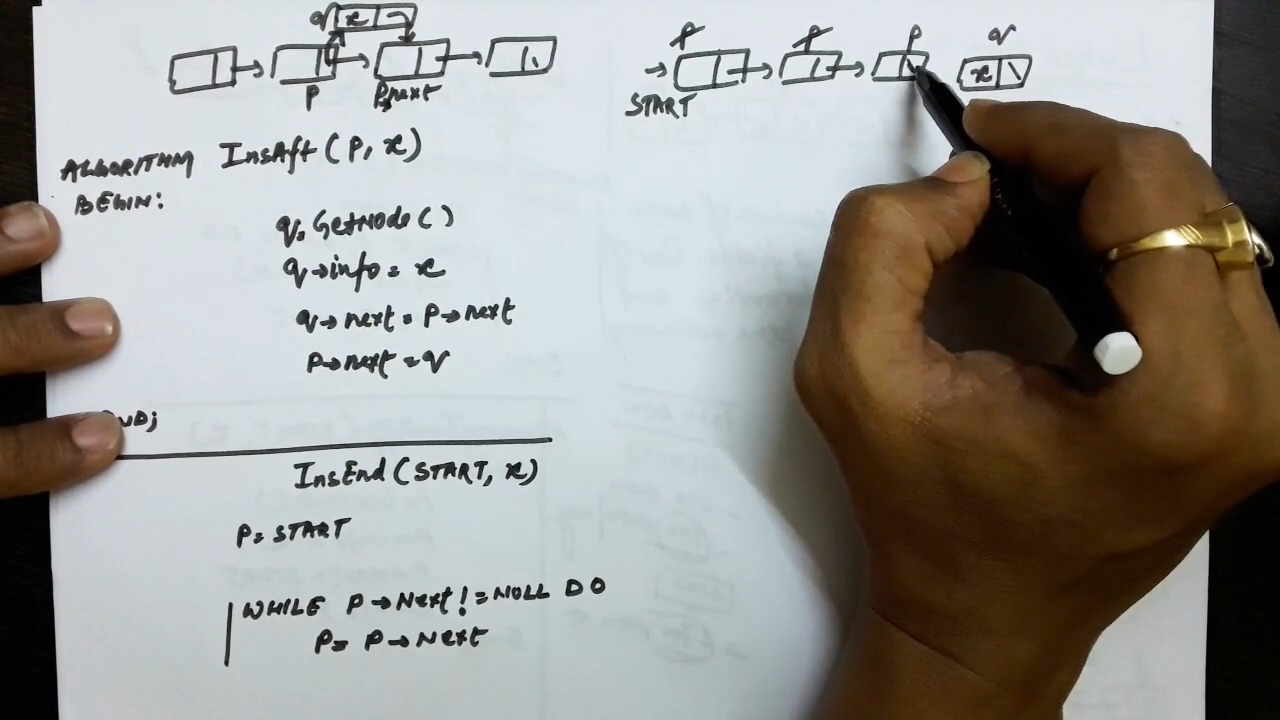 q x
P P→next
P P P q
x
START
ALGORITHM InsAft(P, x)
BEGIN:
q= GetNode()
q→info = x
q→next = P→next
P→next = q
END;
InsEnd(START, x)
P= START
WHILE P→Next != NULL DO
P= P→Next